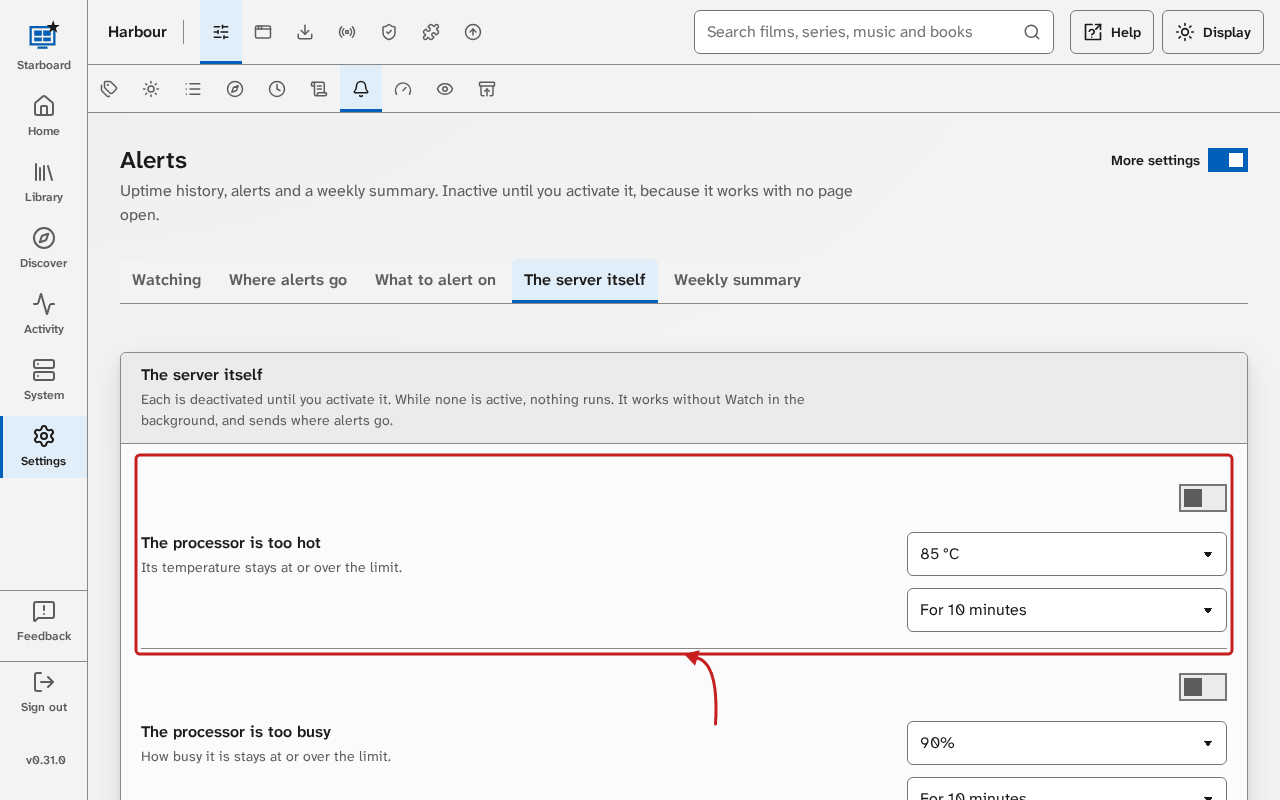 Starboard
Home
Library
Discover
Activity
System
Settings
Feedback
Sign out
v0.31.0
Harbour
Search films, series, music and books
Help
Display
Alerts
More settings
Uptime history, alerts and a weekly summary. Inactive until you activate it, because it works with no page
open.
Watching
Where alerts go
What to alert on
The server itself
Weekly summary
The server itself
Each is deactivated until you activate it. While none is active, nothing runs. It works without Watch in the
background, and sends where alerts go.
The processor is too hot
Its temperature stays at or over the limit.
85 °C
For 10 minutes
The processor is too busy
How busy it is stays at or over the limit.
90%
For 10 minutes